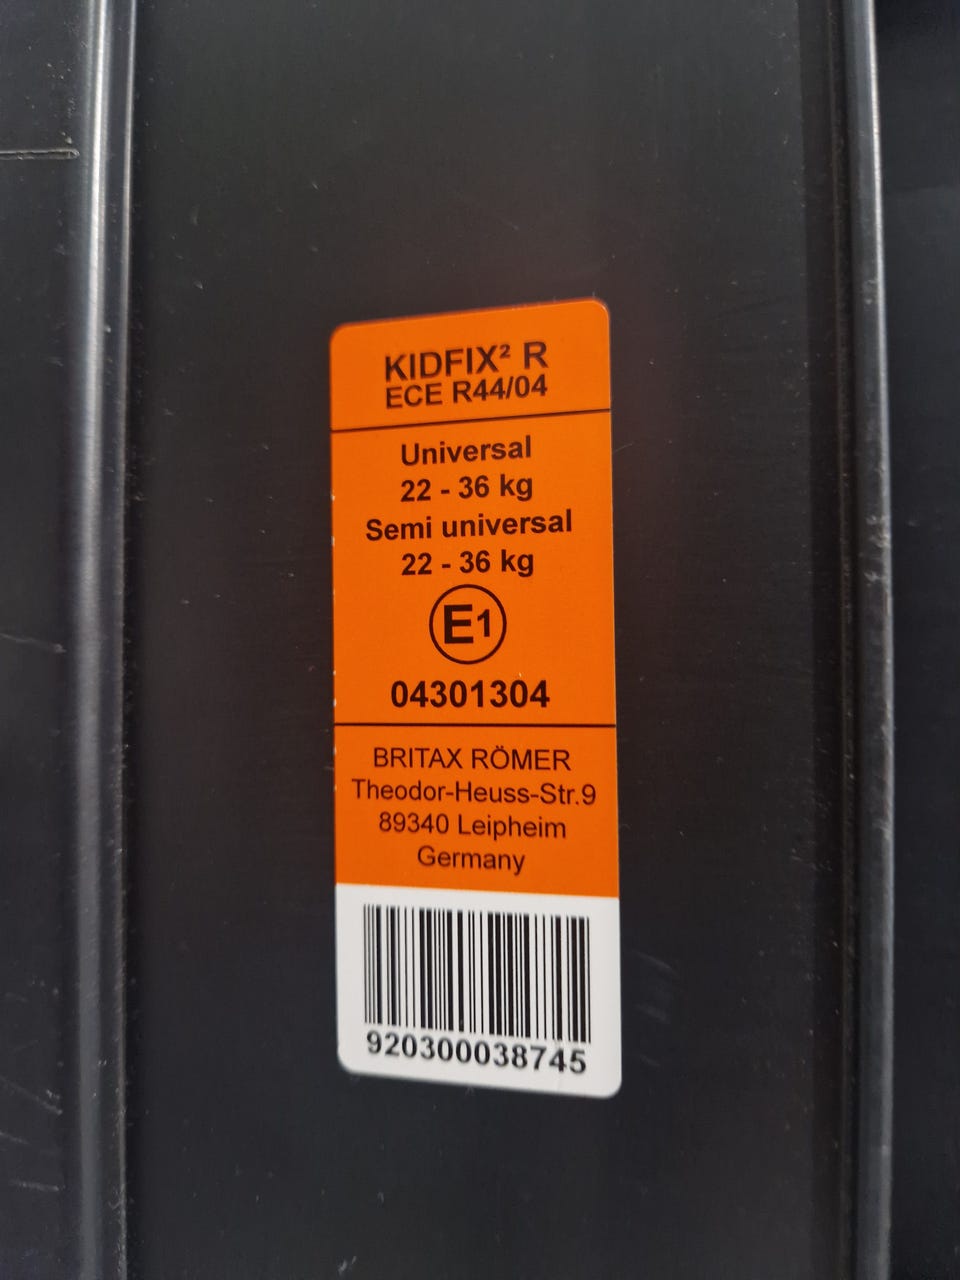 KIDFIX² R
ECE R44/04
Universal
22 - 36 kg
Semi universal
22 - 36 kg
E1
04301304
BRITAX RÖMER
Theodor-Heuss-Str.9
89340 Leipheim
Germany
920300038745